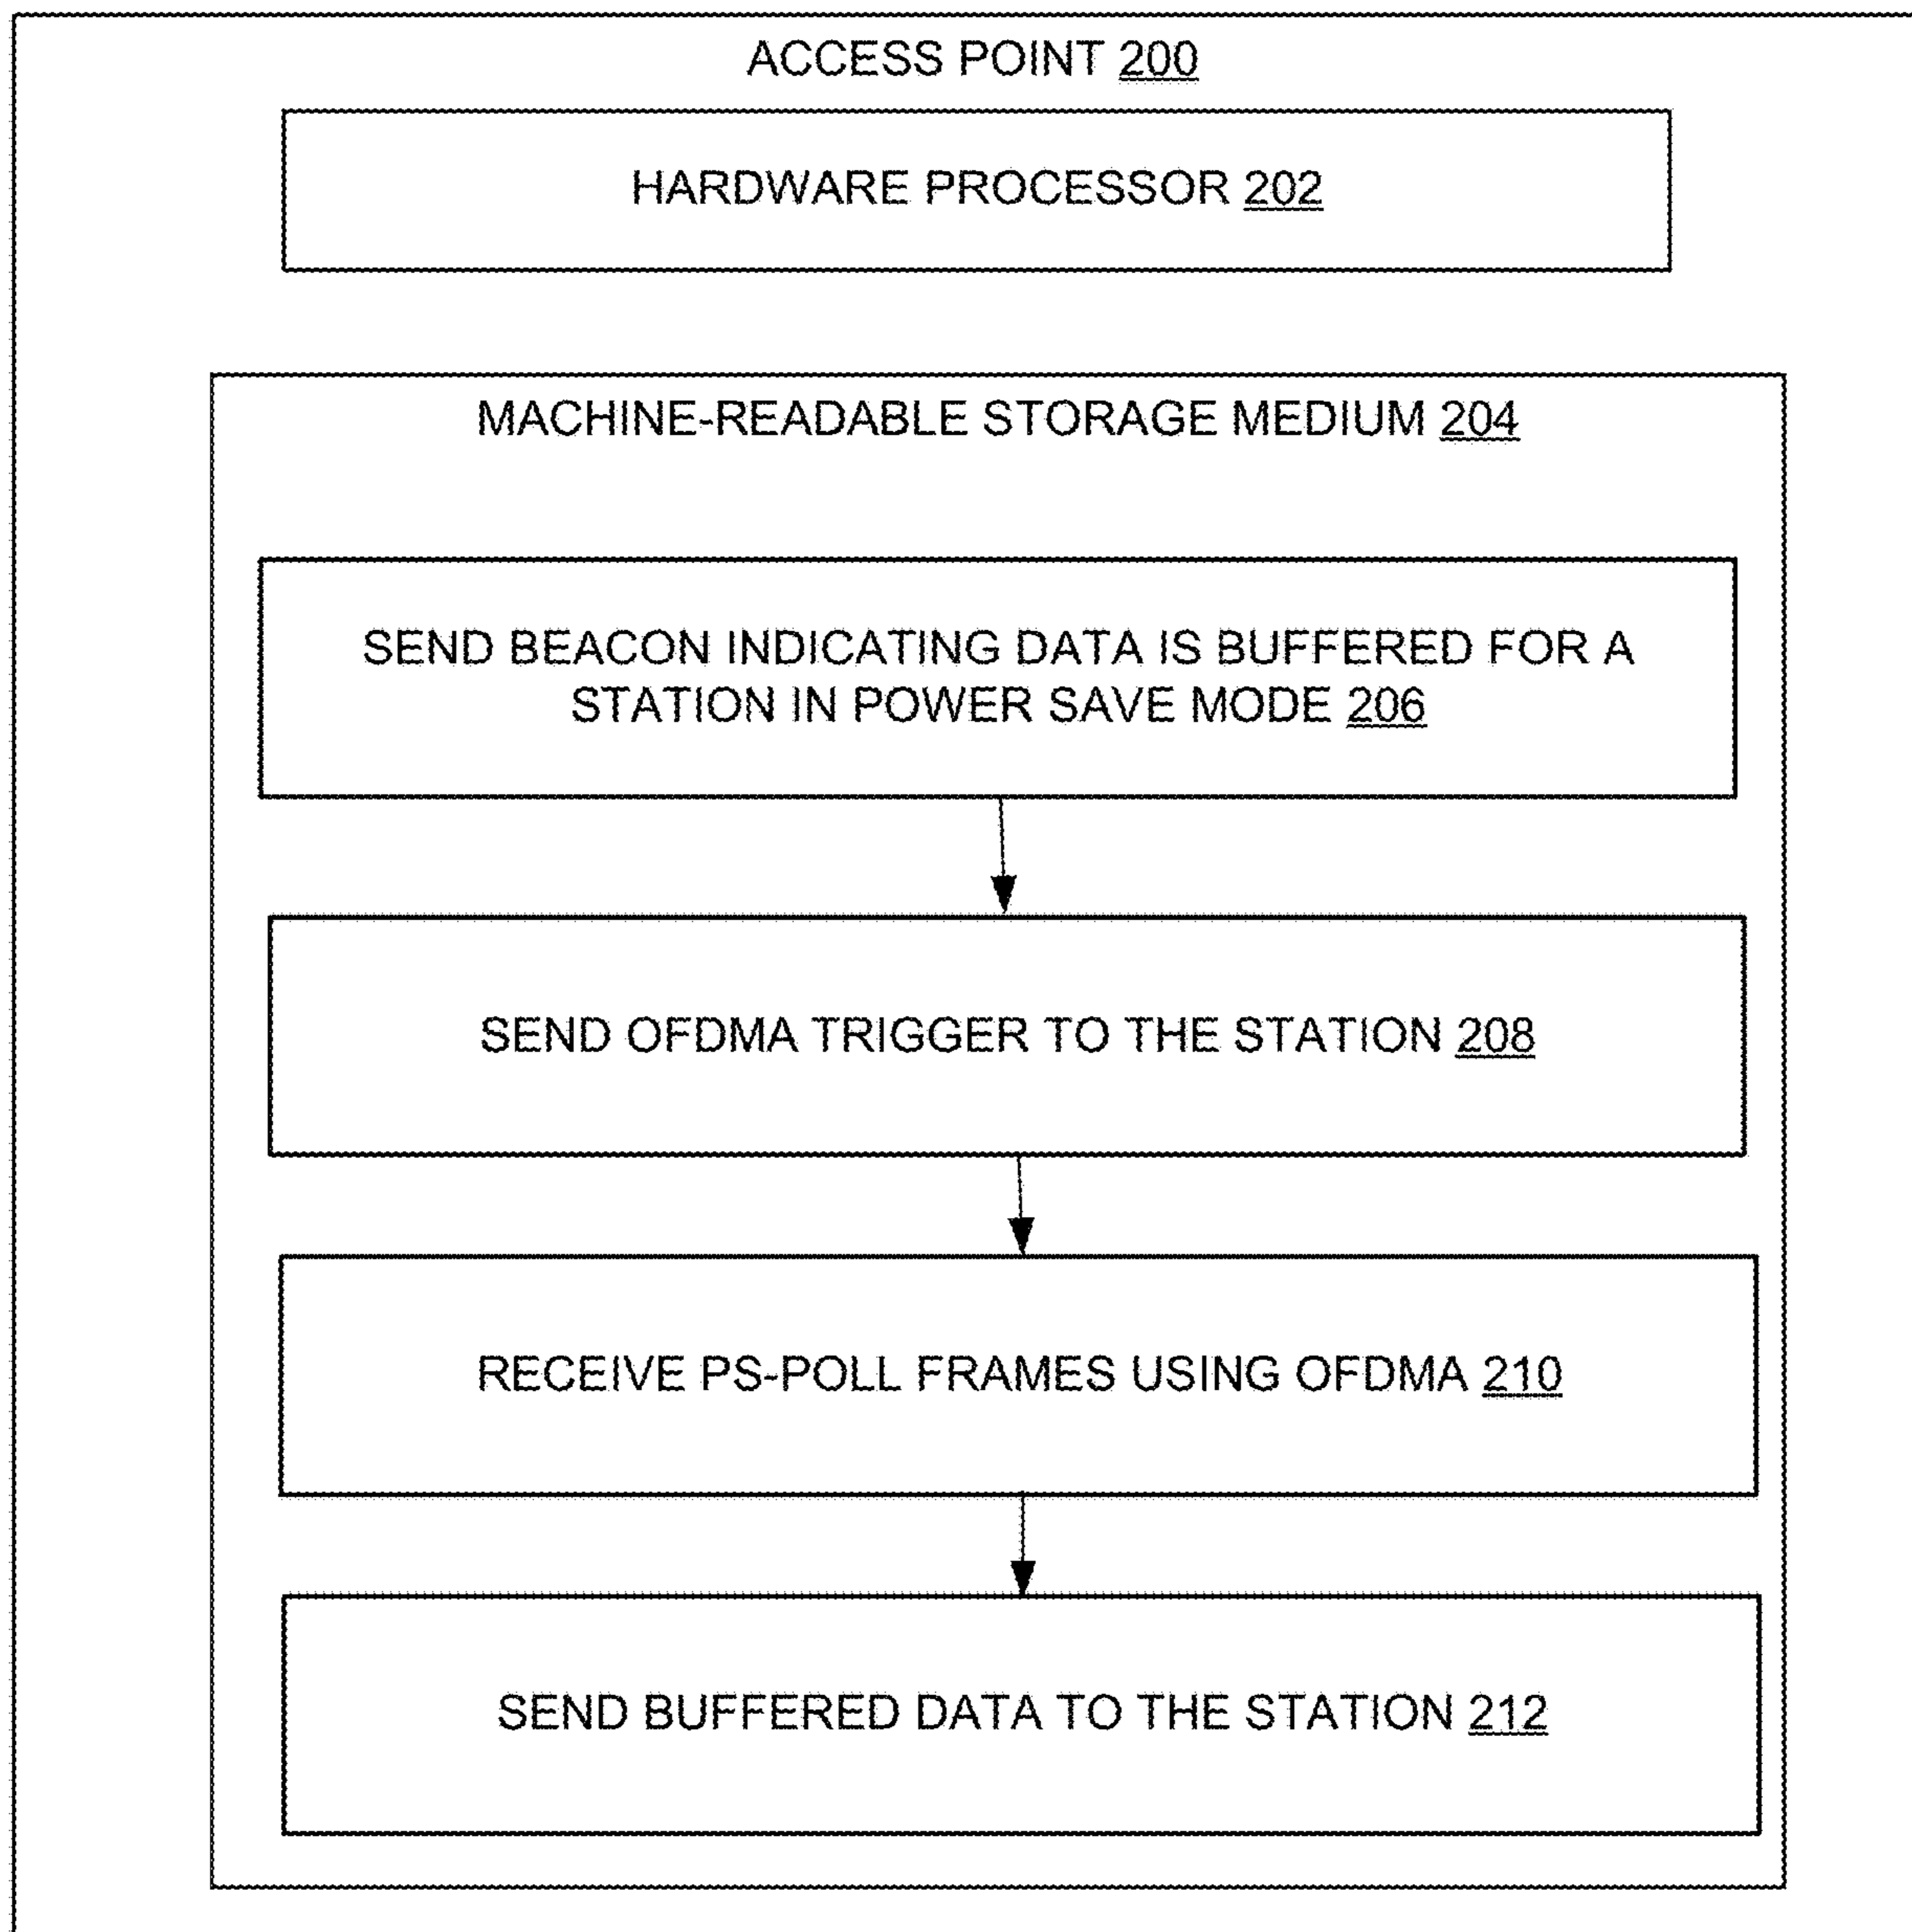 ACCESS POINT 200
HARDWARE PROCESSOR 202
MACHINE-READABLE STORAGE MEDIUM 204
SEND BEACON INDICATING DATA IS BUFFERED FOR A
STATION IN POWER SAVE MODE 206
SEND OFDMA TRIGGER TO THE STATION 208
RECEIVE PS-POLL FRAMES USING OFDMA 210
SEND BUFFERED DATA TO THE STATION 212